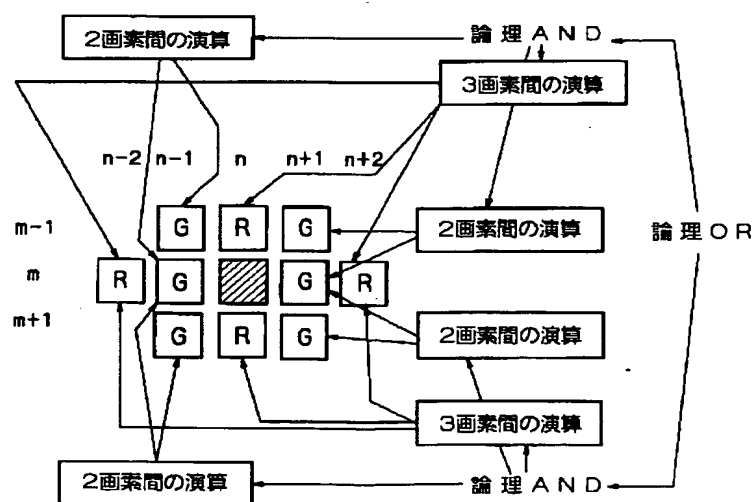 2画素間の演算
論理AND
3画素間の演算
n-2 n-1 n n+1 n+2
m-1 G R G 2画素間の演算
論理OR
m R G G R
m+1 G R G 2画素間の演算
3画素間の演算
2画素間の演算
論理AND